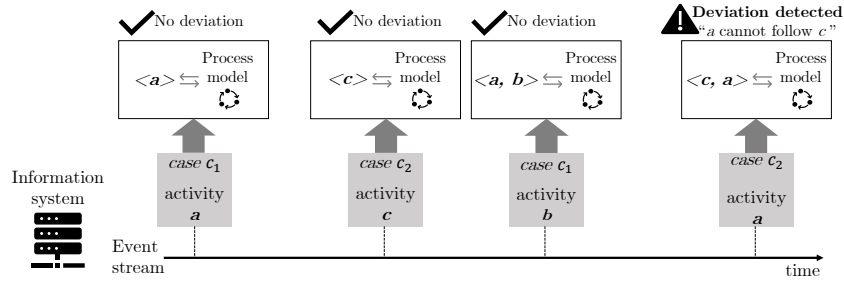 No deviation
No deviation
No deviation
Deviation detected
“a cannot follow c”
<a> ⇆ Process model
<c> ⇆ Process model
<a, b> ⇆ Process model
<c, a> ⇆ Process model
case c₁
activity
a
case c₂
activity
c
case c₁
activity
b
case c₂
activity
a
Information
system
Event
stream
time